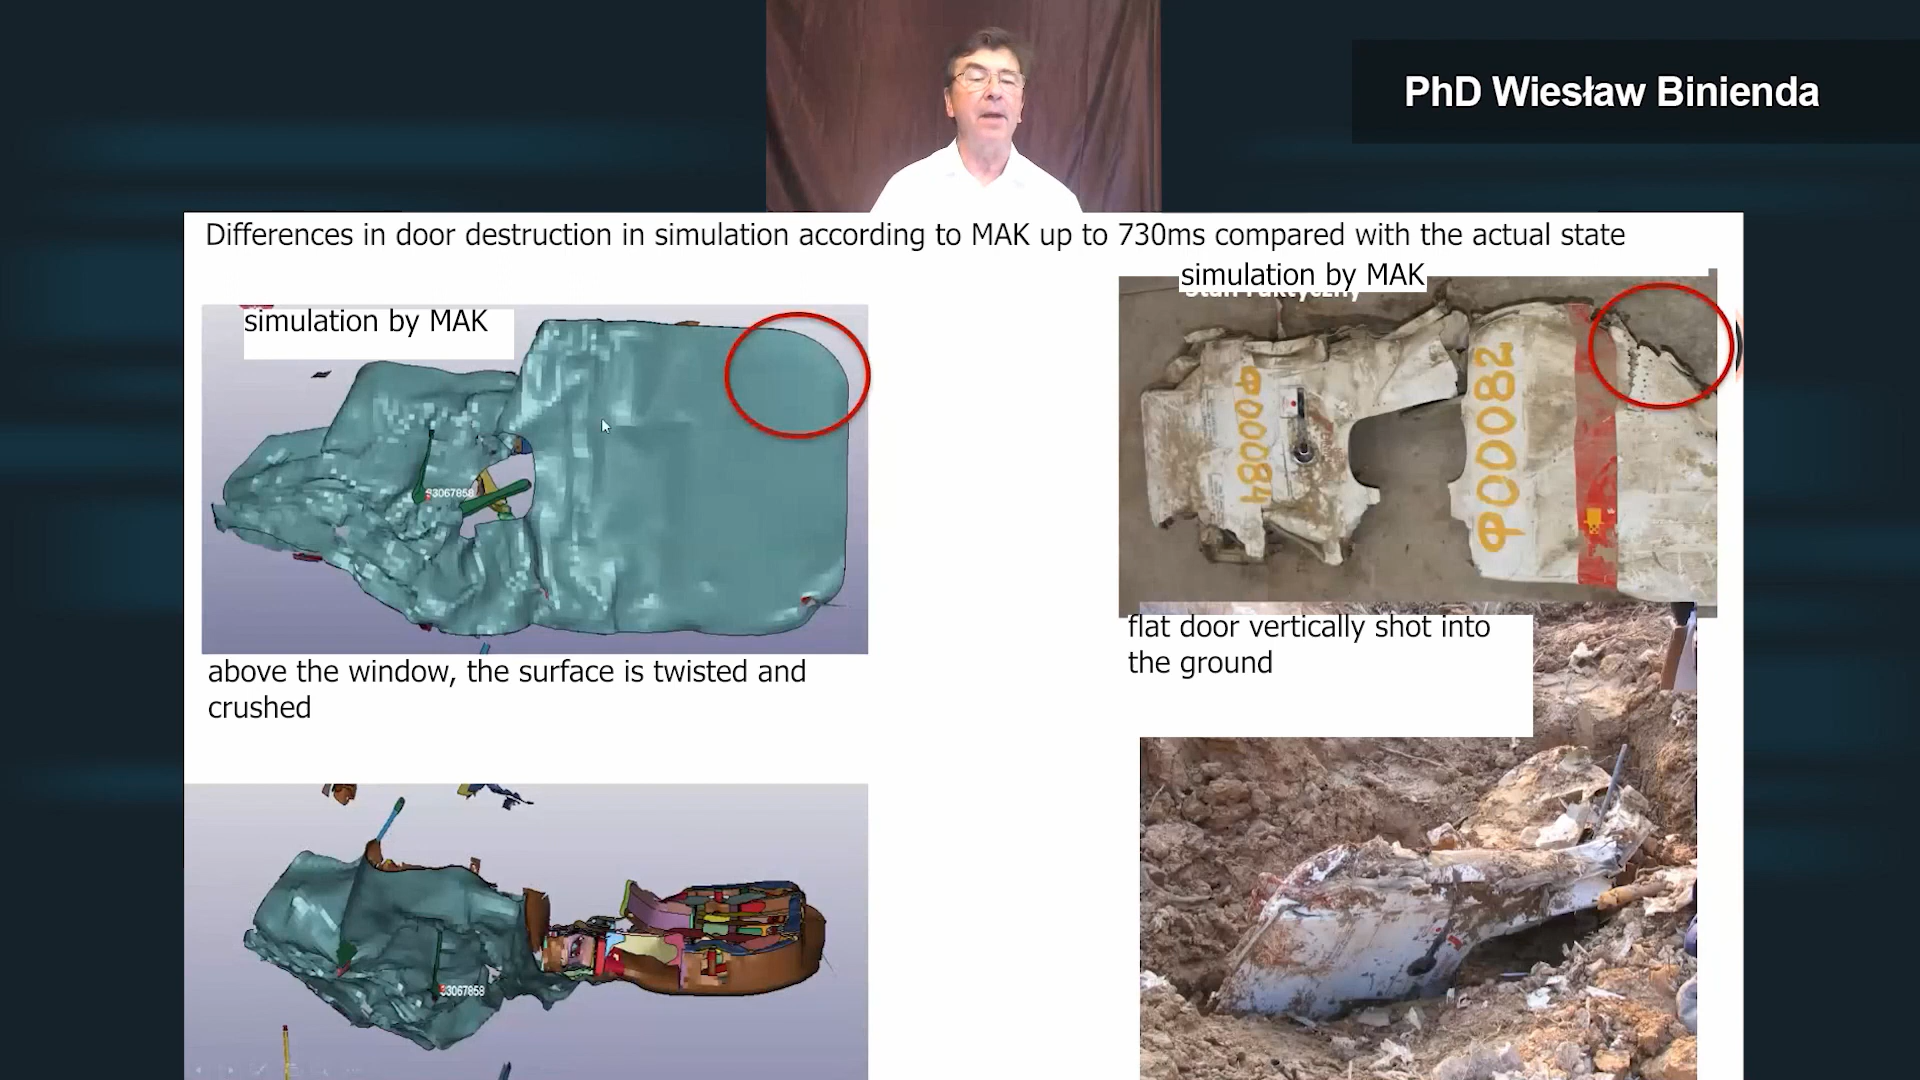 PhD Wiesław Binienda
Differences in door destruction in simulation according to MAK up to 730ms compared with the actual state
simulation by MAK
simulation by MAK
Ф00084
Ф00082
93067858
above the window, the surface is twisted and
crushed
flat door vertically shot into
the ground
93067858